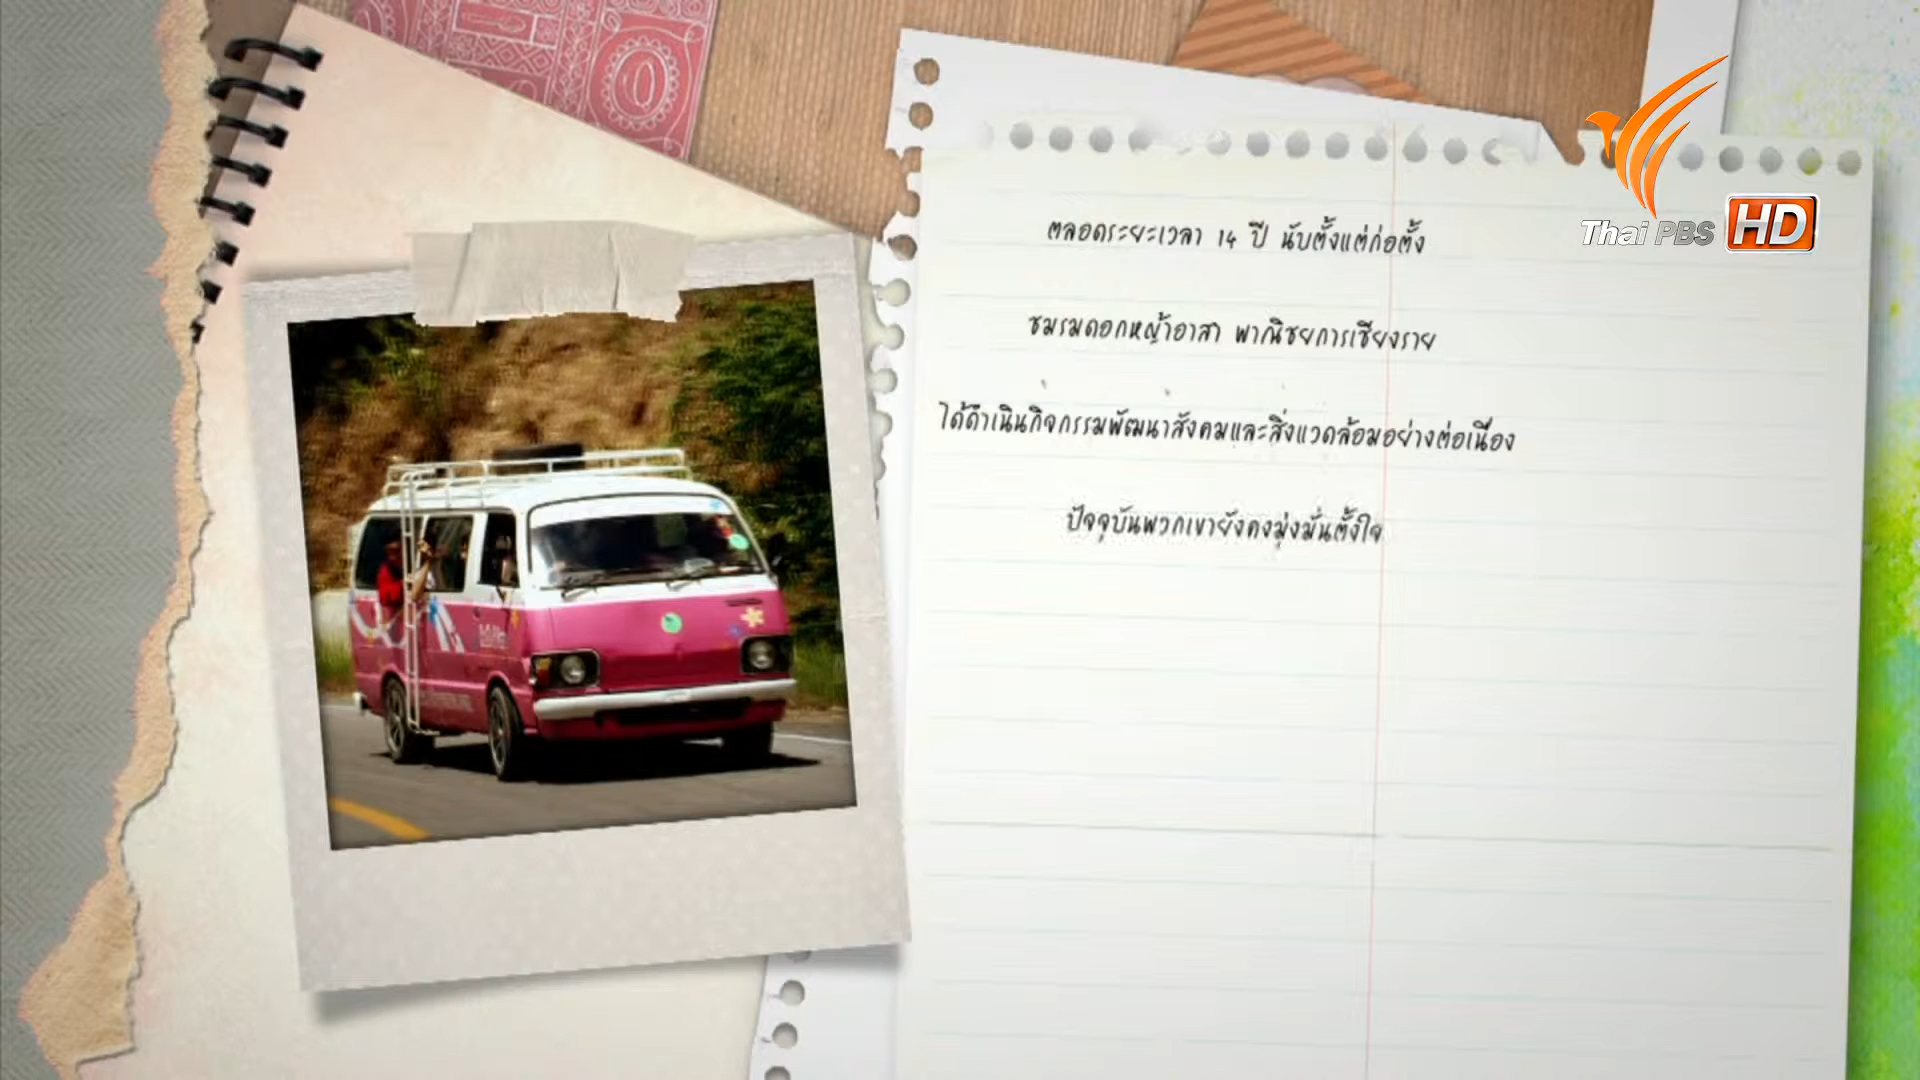 Thai PBS HD
ตลอดระยะเวลา 14 ปี นับตั้งแต่ก่อตั้ง
ชมรมดอกหญ้าอาสา พาณิชยการเชียงราย
ได้ดำเนินกิจกรรมพัฒนาสังคมและสิ่งแวดล้อมอย่างต่อเนื่อง
ปัจจุบันพวกเขายังคงมุ่งมั่นตั้งใจ